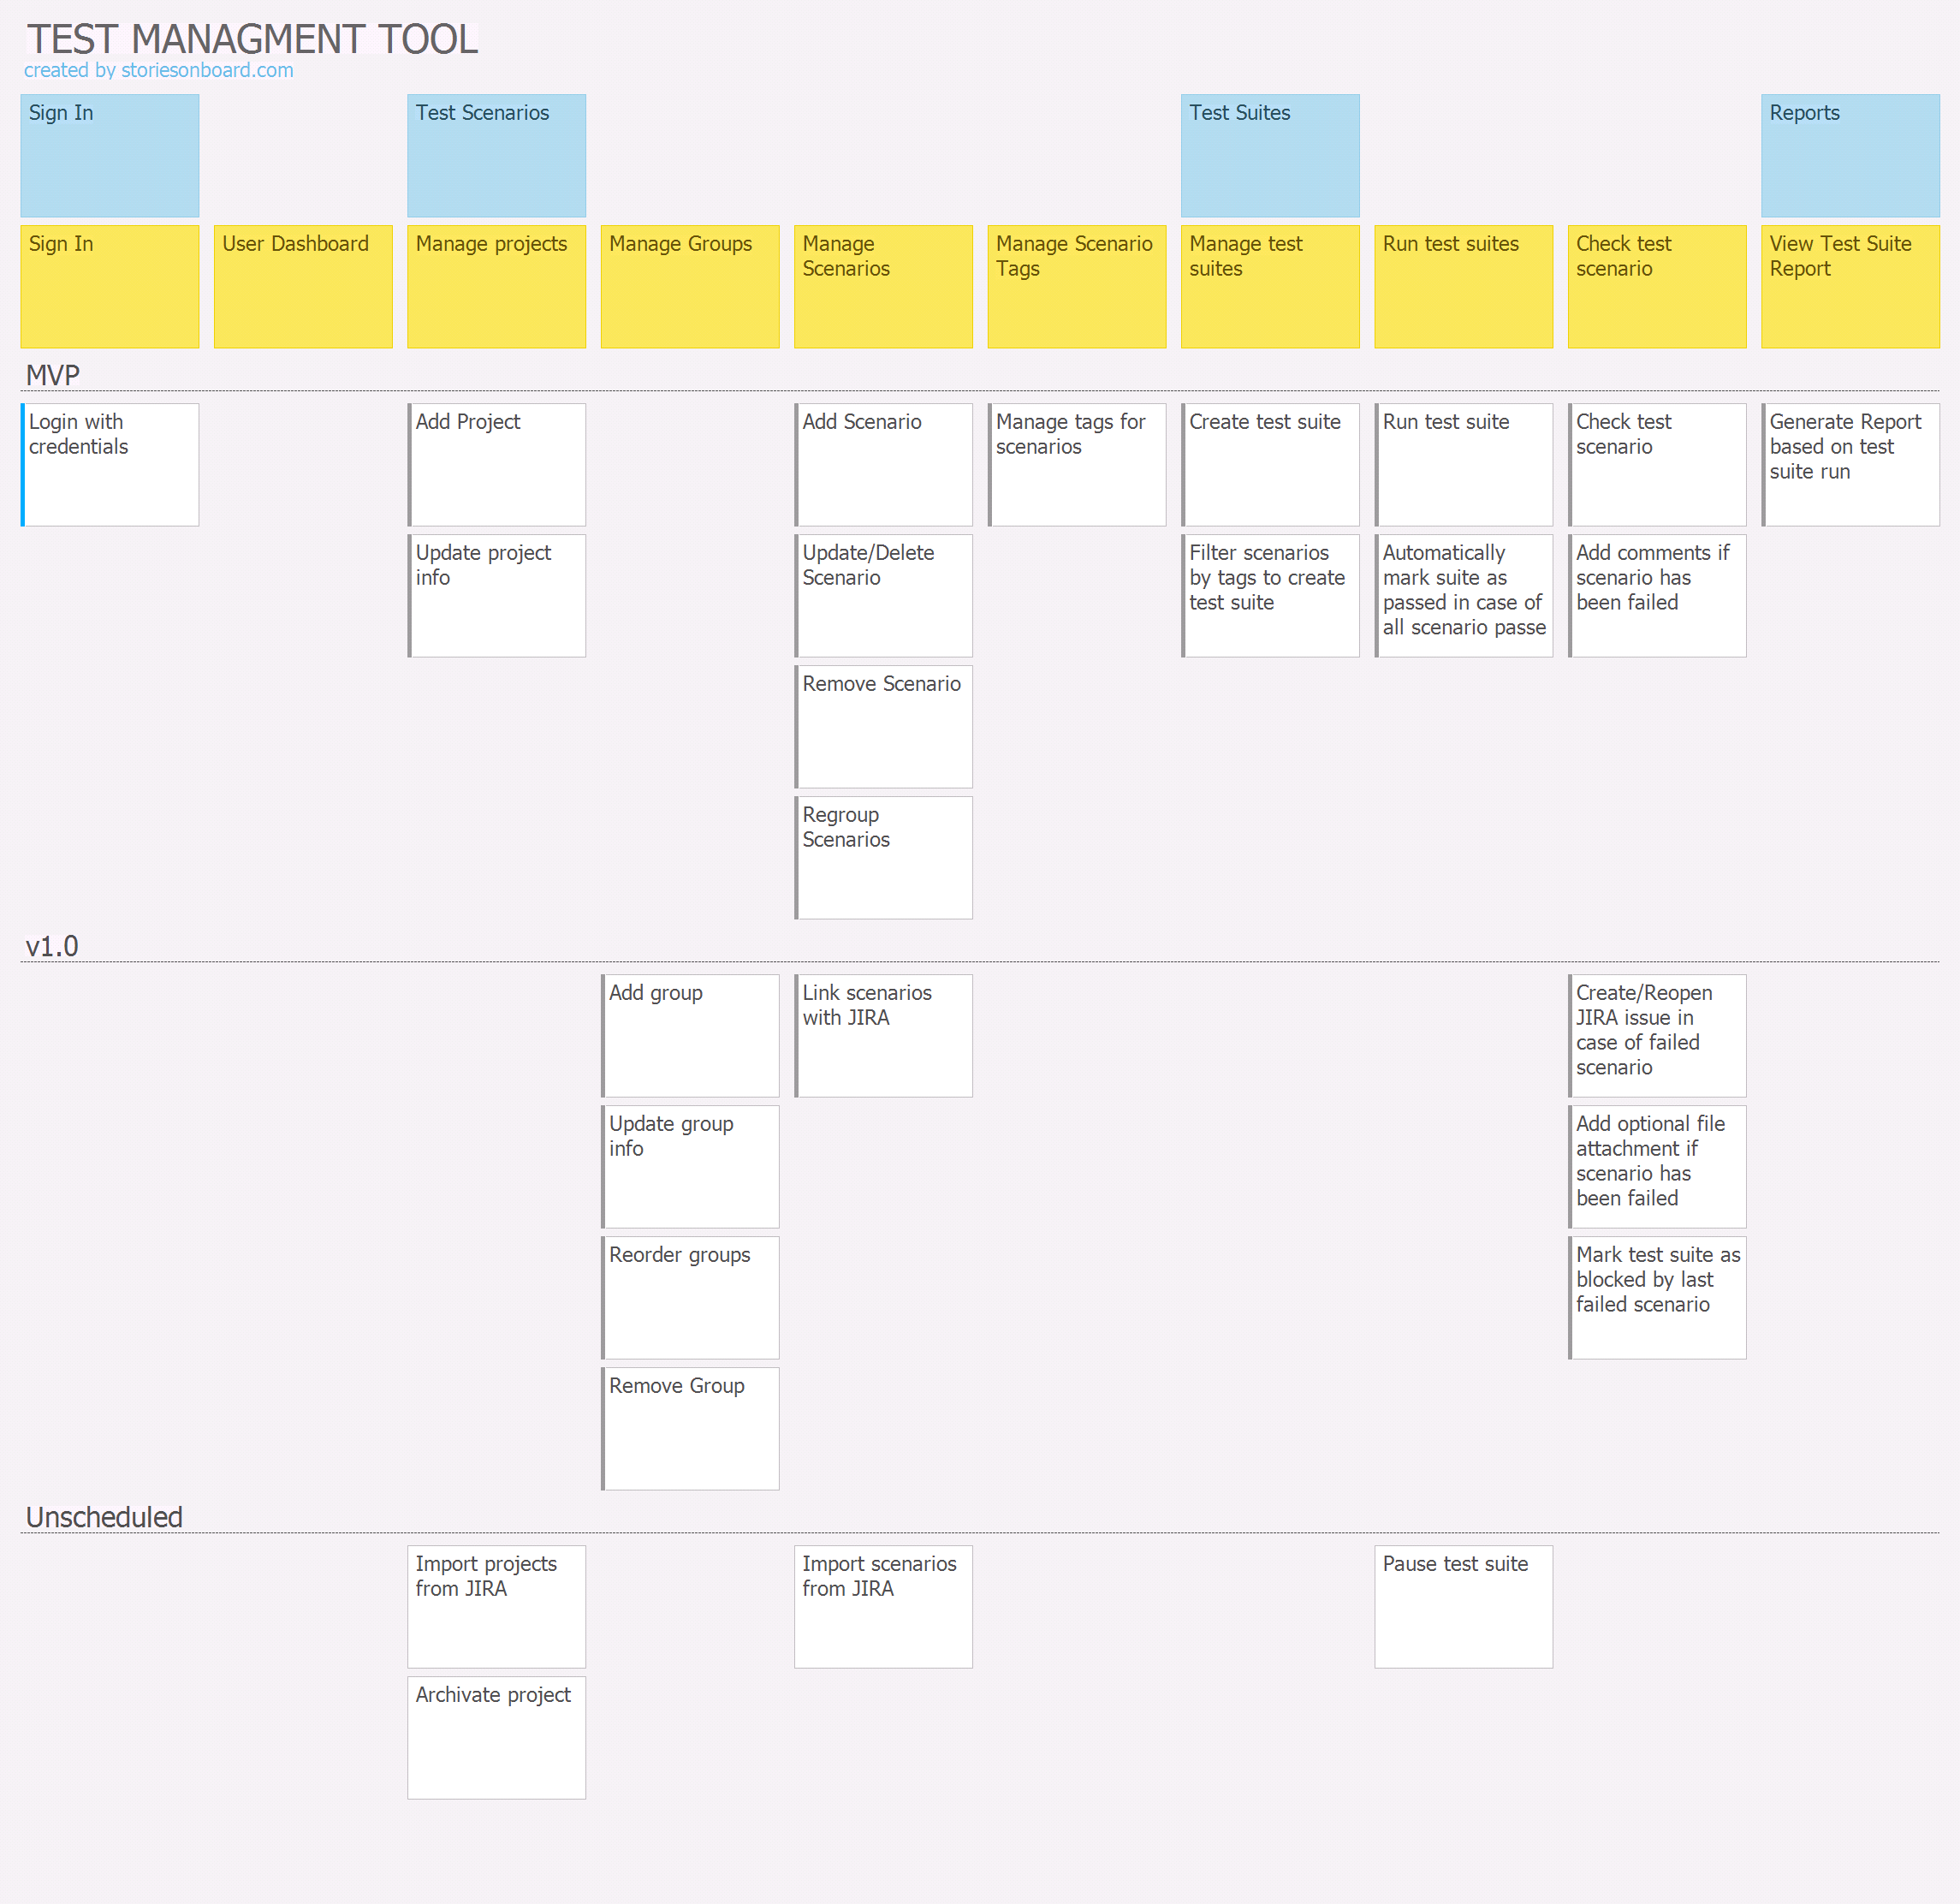 TEST MANAGMENT TOOL
created by storiesonboard.com
Sign In
Test Scenarios
Test Suites
Reports
Sign In
User Dashboard
Manage projects
Manage Groups
Manage
Scenarios
Manage Scenario
Tags
Manage test
suites
Run test suites
Check test
scenario
View Test Suite
Report
MVP
Login with
credentials
Add Project
Add Scenario
Manage tags for
scenarios
Create test suite
Run test suite
Check test
scenario
Generate Report
based on test
suite run
Update project
info
Update/Delete
Scenario
Filter scenarios
by tags to create
test suite
Automatically
mark suite as
passed in case of
all scenario passe
Add comments if
scenario has
been failed
Remove Scenario
Regroup
Scenarios
v1.0
Add group
Link scenarios
with JIRA
Create/Reopen
JIRA issue in
case of failed
scenario
Update group
info
Add optional file
attachment if
scenario has
been failed
Reorder groups
Mark test suite as
blocked by last
failed scenario
Remove Group
Unscheduled
Import projects
from JIRA
Import scenarios
from JIRA
Pause test suite
Archivate project